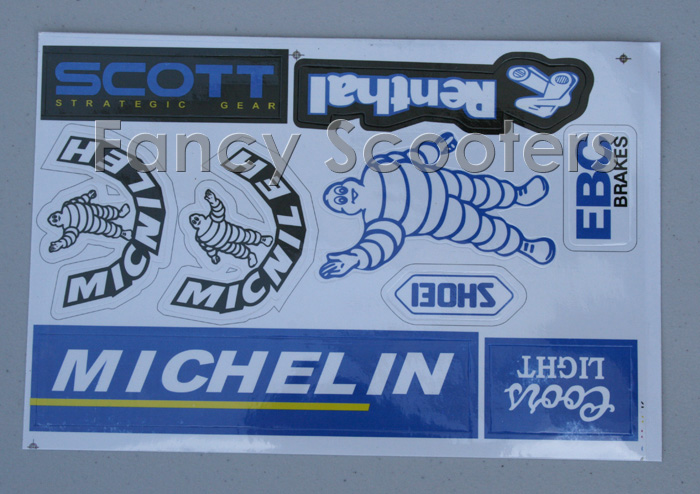 SCOTT
STRATEGIC GEAR
Renthal
Fancy Scooters
MICNILEH
MICNILEH
EBC
BRAKES
SHOEI
MICHELIN
Coors
LIGHT